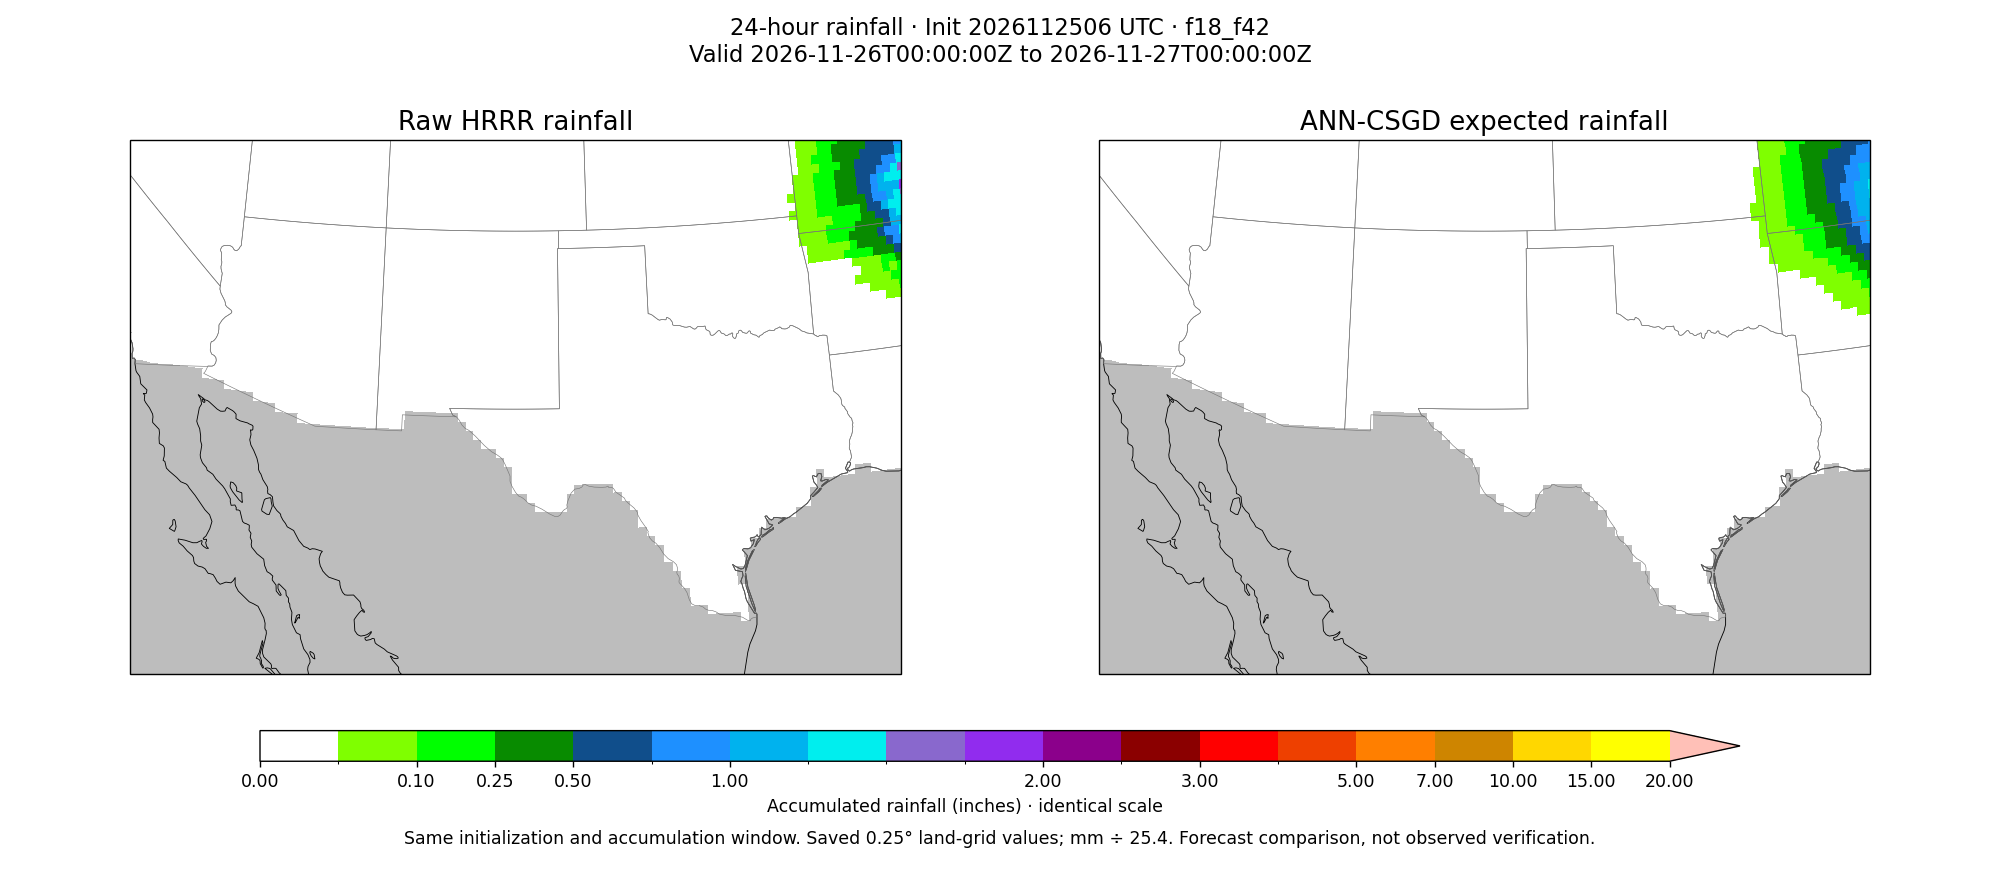 24-hour rainfall · Init 2026112506 UTC · f18_f42
Valid 2026-11-26T00:00:00Z to 2026-11-27T00:00:00Z
Raw HRRR rainfall
ANN-CSGD expected rainfall
0.00 0.10 0.25 0.50 1.00 2.00 3.00 5.00 7.00 10.00 15.00 20.00
Accumulated rainfall (inches) · identical scale
Same initialization and accumulation window. Saved 0.25° land-grid values; mm ÷ 25.4. Forecast comparison, not observed verification.